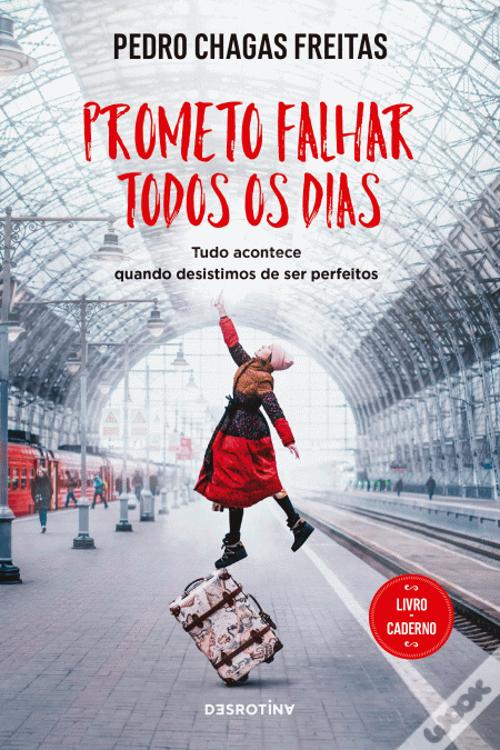 PEDRO CHAGAS FREITAS
PROMETO FALHAR
TODOS OS DIAS
Tudo acontece
quando desistimos de ser perfeitos
LIVRO
-
CADERNO
DESROTINA